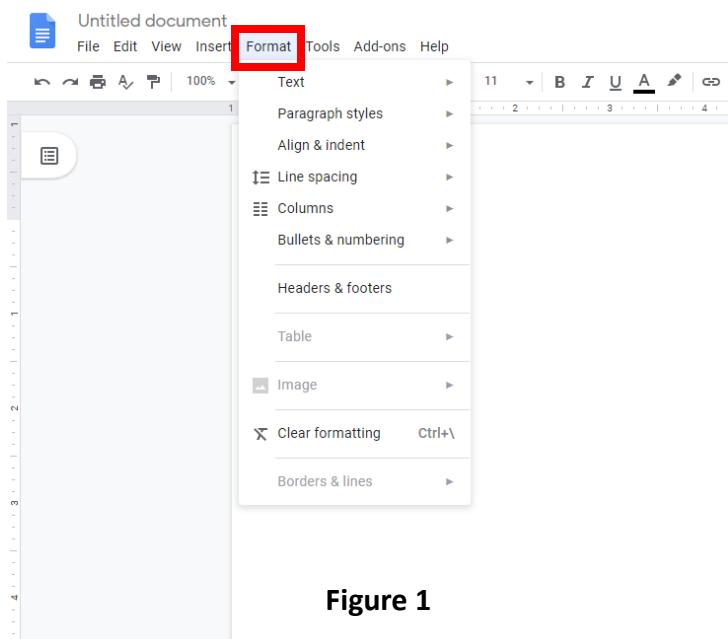 Untitled document
File Edit View Insert Format Tools Add-ons Help
100% 11 B I U A
1 2 3 4
Text
Paragraph styles
Align & indent
Line spacing
Columns
Bullets & numbering
Headers & footers
Table
Image
Clear formatting Ctrl+\
Borders & lines
1
1
2
3
4
Figure 1